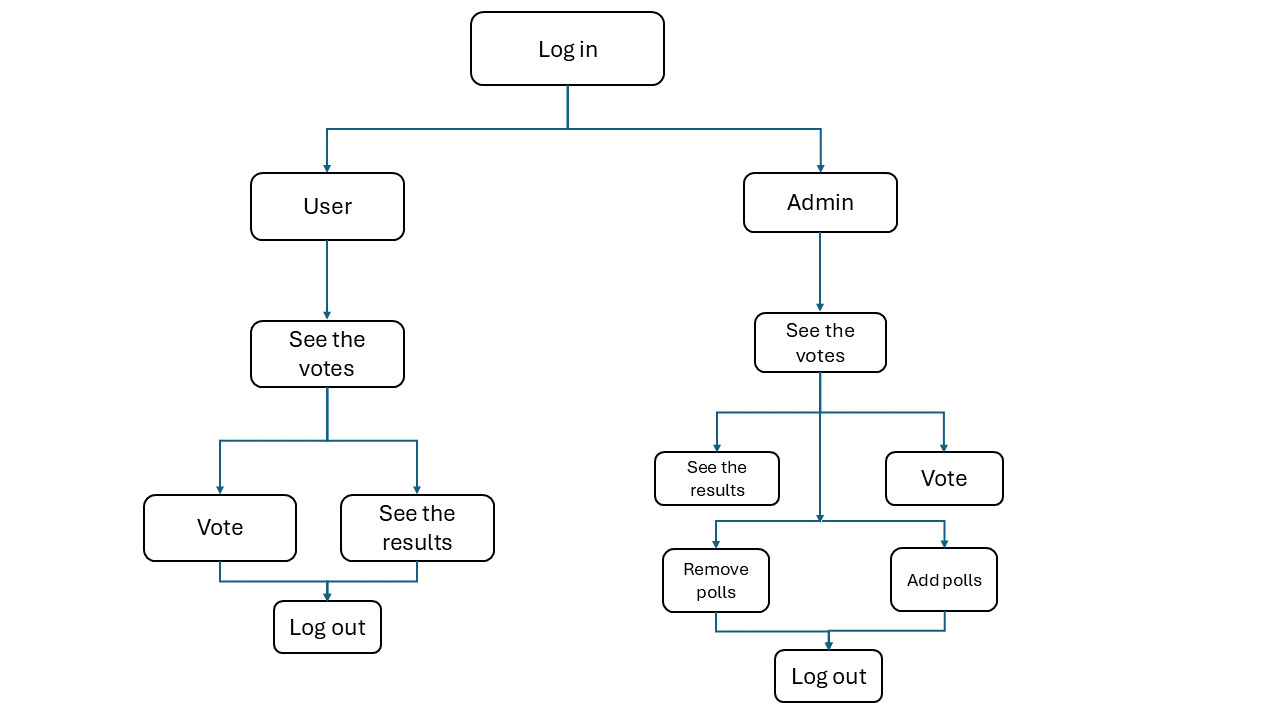 Log in
User
Admin
See the
votes
See the
votes
See the
results
Vote
Vote
See the
results
Remove
polls
Add polls
Log out
Log out